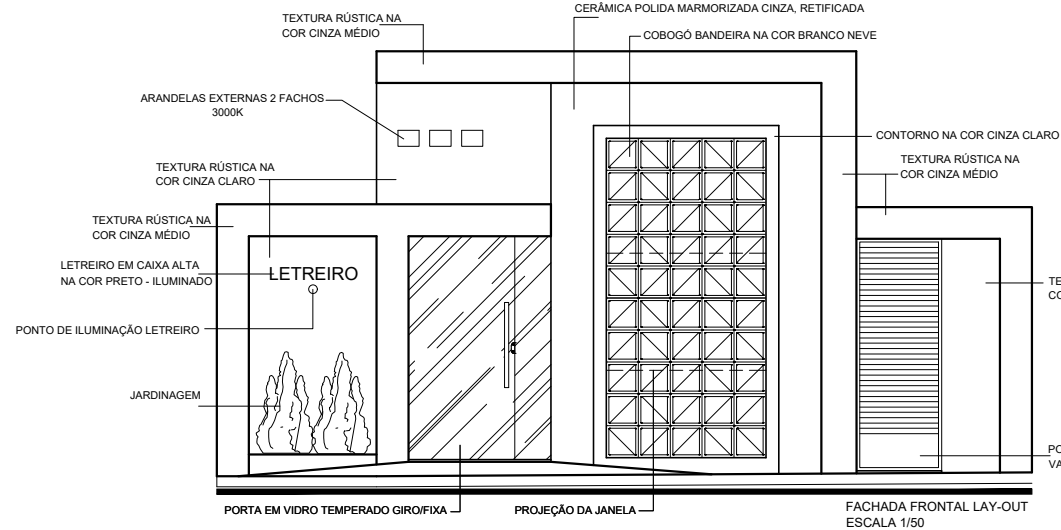 CERÂMICA POLIDA MARMORIZADA CINZA, RETIFICADA
TEXTURA RÚSTICA NA
COR CINZA MÉDIO
COBOGÓ BANDEIRA NA COR BRANCO NEVE
ARANDELAS EXTERNAS 2 FACHOS
3000K
CONTORNO NA COR CINZA CLARO
TEXTURA RÚSTICA NA
COR CINZA CLARO
TEXTURA RÚSTICA NA
COR CINZA MÉDIO
TEXTURA RÚSTICA NA
COR CINZA MÉDIO
LETREIRO EM CAIXA ALTA
NA COR PRETO - ILUMINADO
LETREIRO
PONTO DE ILUMINAÇÃO LETREIRO
JARDINAGEM
PORTA EM VIDRO TEMPERADO GIRO/FIXA
PROJEÇÃO DA JANELA
FACHADA FRONTAL LAY-OUT
ESCALA 1/50